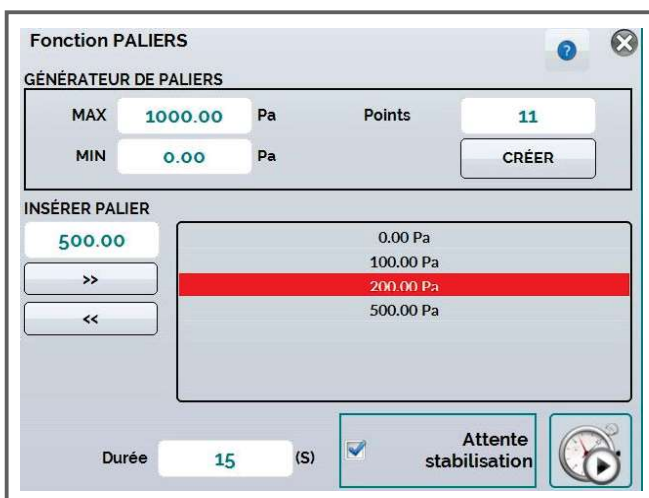 Fonction PALIERS
?
GÉNÉRATEUR DE PALIERS
MAX 1000.00 Pa Points 11
MIN 0.00 Pa CRÉER
INSÉRER PALIER
500.00
>>
<<
0.00 Pa
100.00 Pa
200.00 Pa
500.00 Pa
Durée 15 (S)
Attente
stabilisation